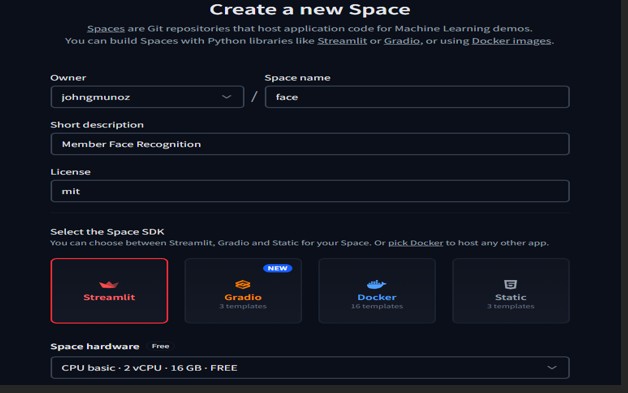 Create a new Space
Spaces are Git repositories that host application code for Machine Learning demos.
You can build Spaces with Python libraries like Streamlit or Gradio, or using Docker images.
Owner
Space name
johngmunoz
/
face
Short description
Member Face Recognition
License
mit
Select the Space SDK
You can choose between Streamlit, Gradio and Static for your Space. Or pick Docker to host any other app.
Streamlit
NEW
Gradio
3 templates
Docker
16 templates
Static
3 templates
Space hardware Free
CPU basic · 2 vCPU · 16 GB · FREE